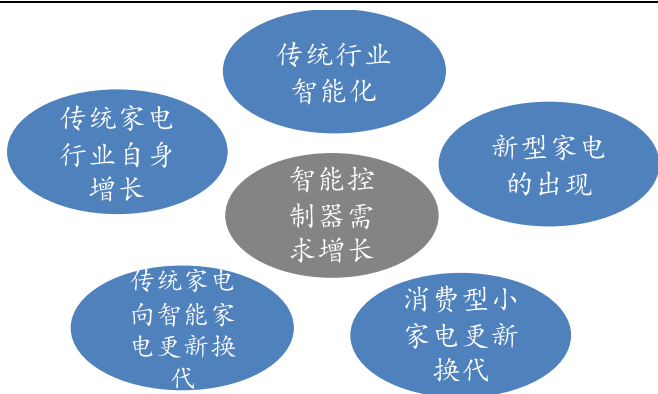 传统行业
智能化
传统家电
行业自身
增长
新型家电
的出现
智能控
制器需
求增长
传统家电
向智能家
电更新换
代
消费型小
家电更新
换代